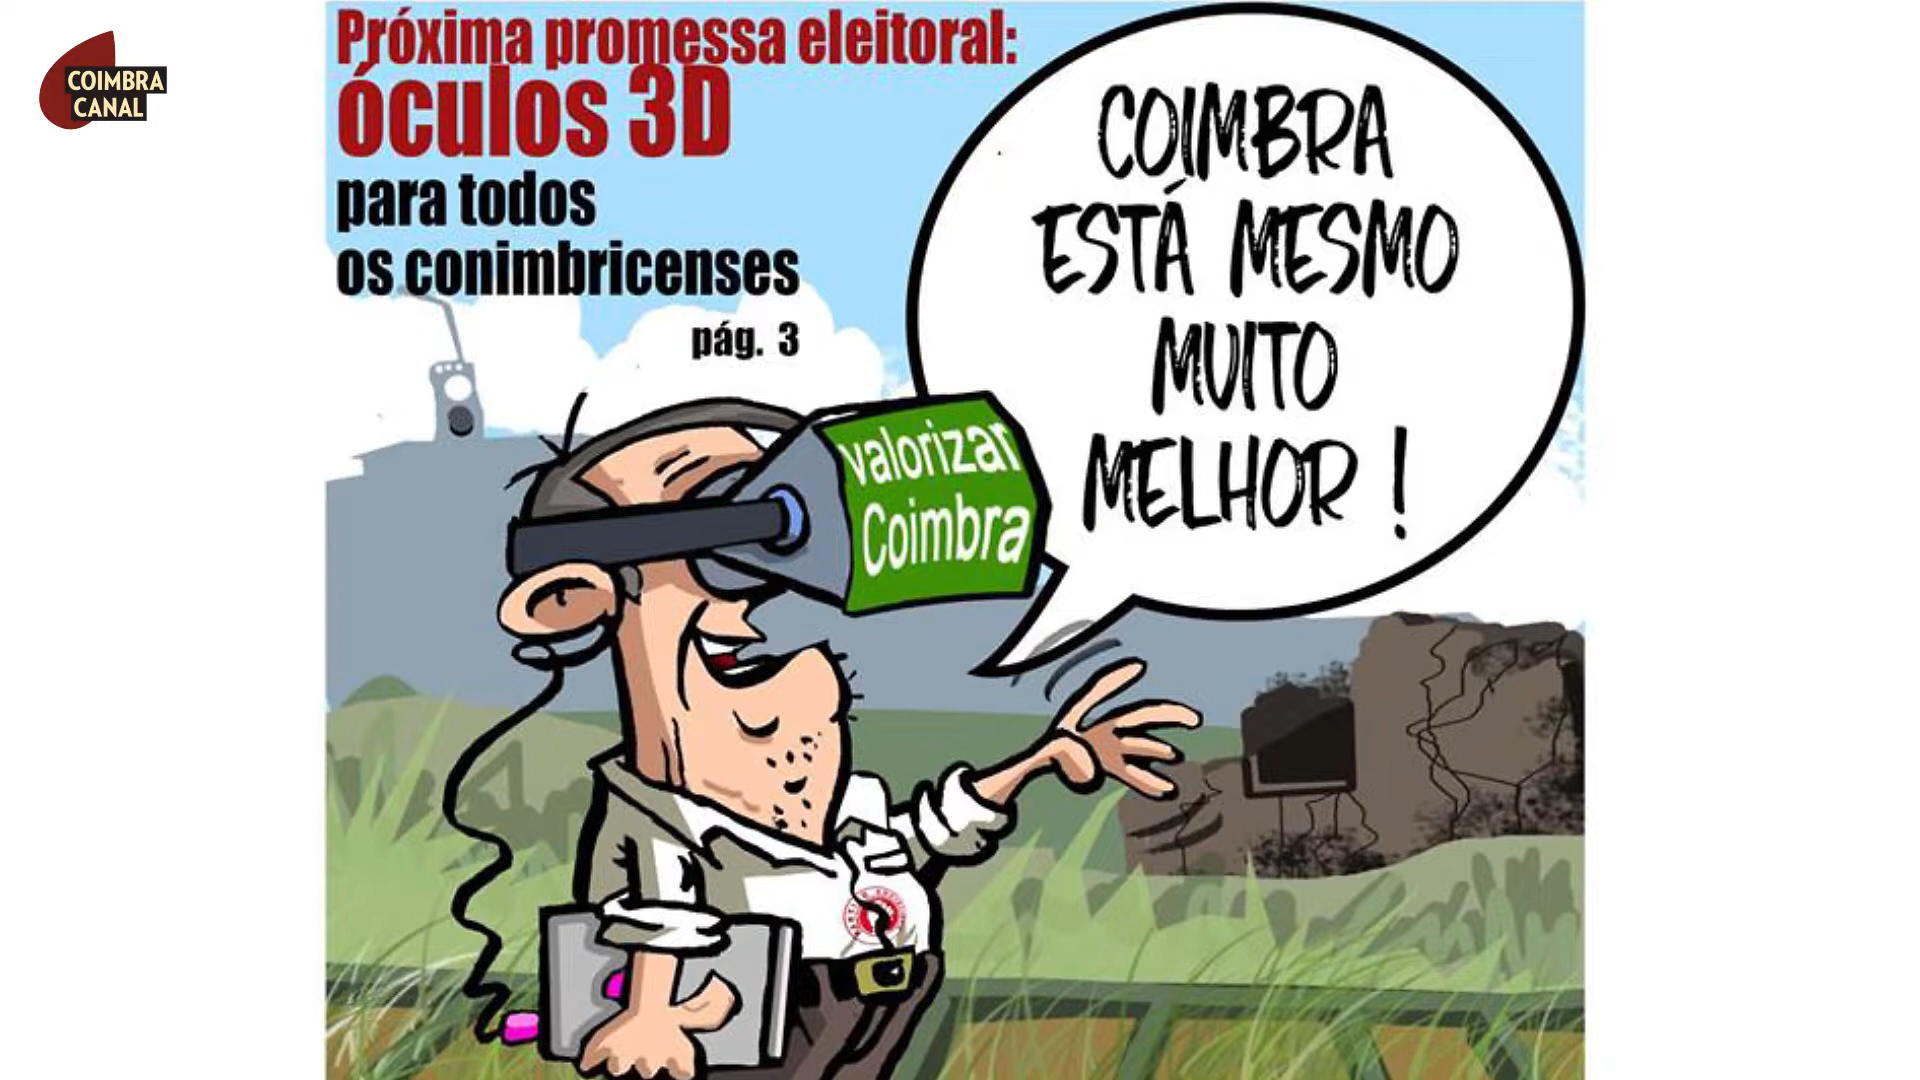 COIMBRA
CANAL
Próxima promessa eleitoral:
óculos 3D
para todos
os conimbricenses
pág. 3
COIMBRA
ESTÁ MESMO
MUITO
MELHOR !
valorizar
Coimbra